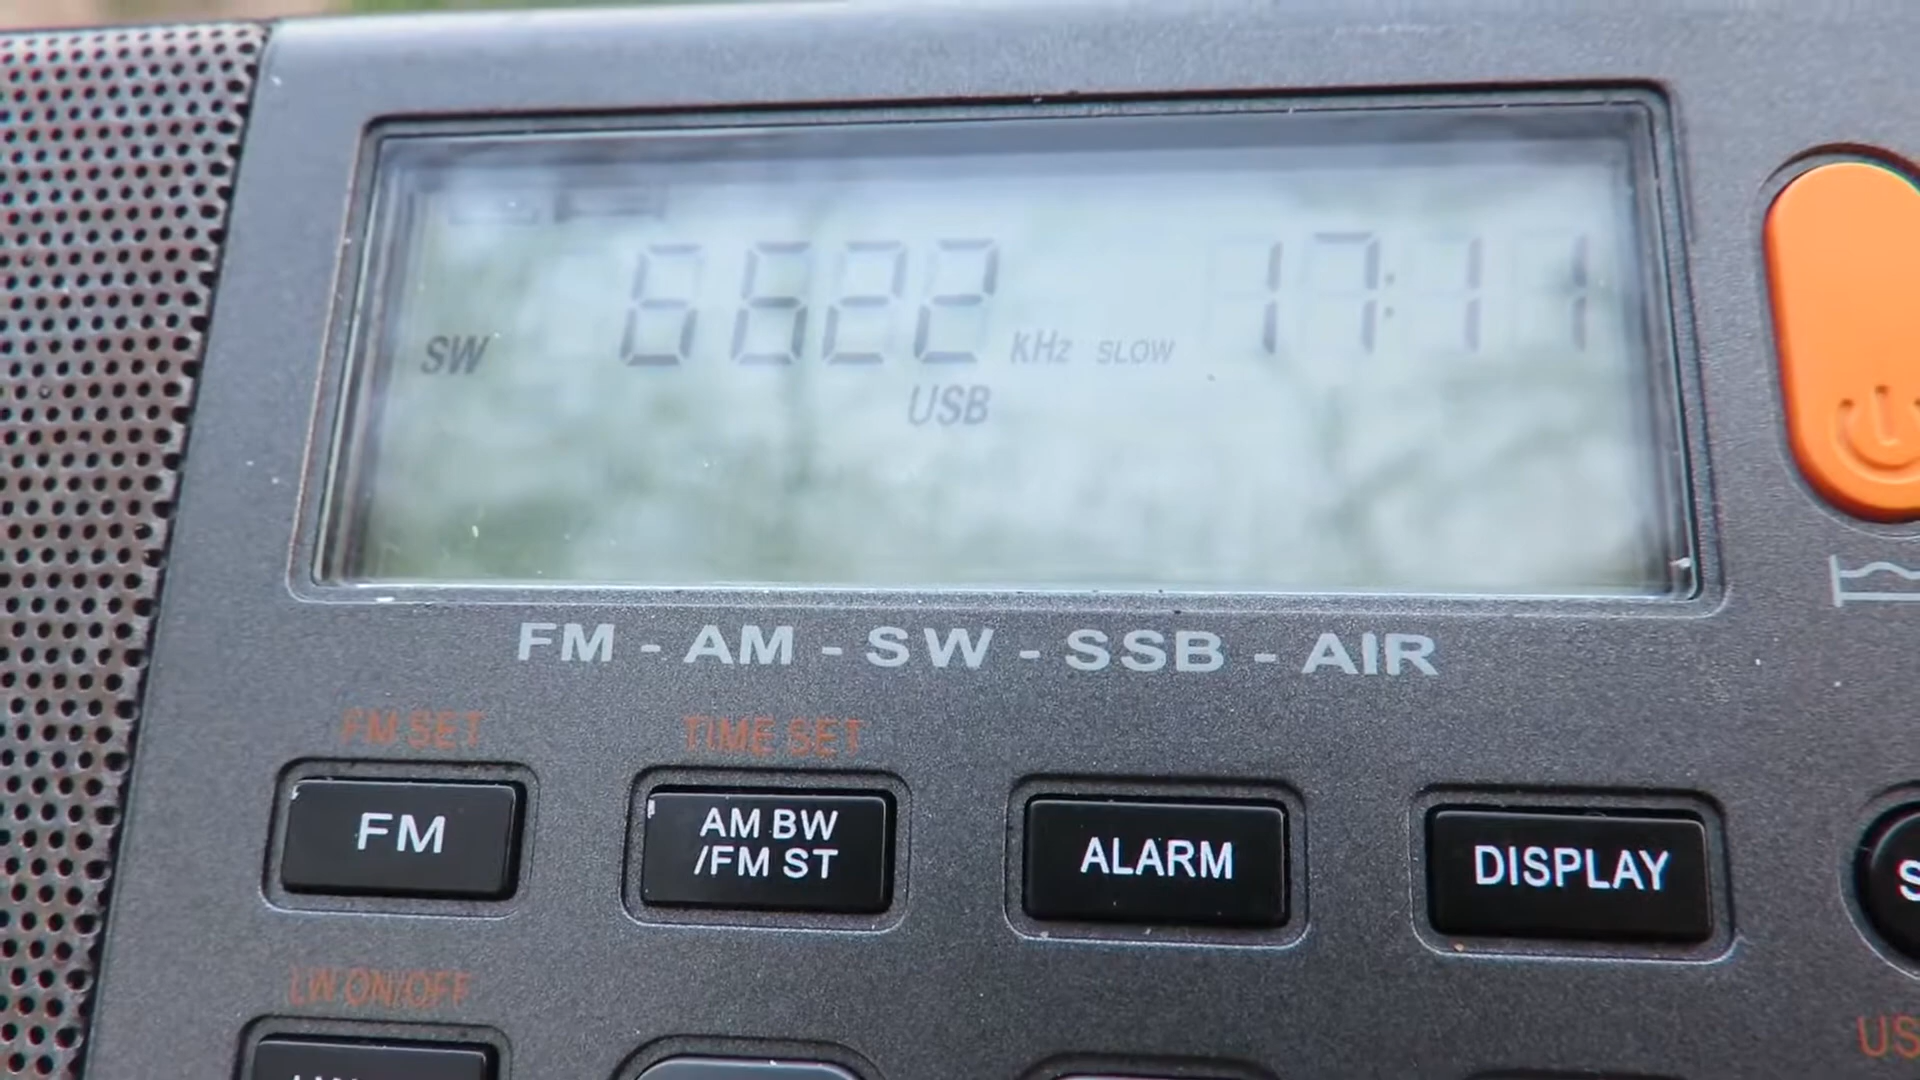 SW 6622 kHz SLOW 17:11
USB
FM - AM - SW - SSB - AIR
FM SET TIME SET
FM AM BW /FM ST ALARM DISPLAY
LW ON/OFF